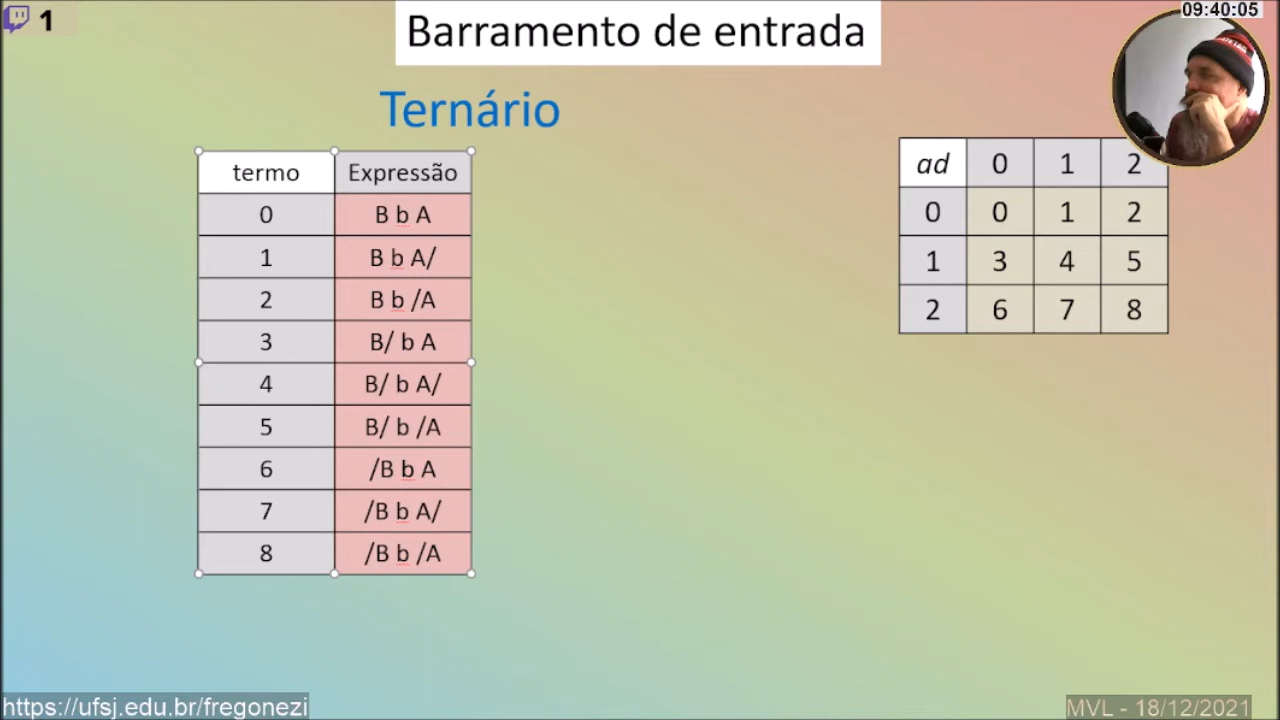 1
09:40:05
Barramento de entrada
Ternário
termo Expressão
0 B b A
1 B b A/
2 B b /A
3 B/ b A
4 B/ b A/
5 B/ b /A
6 /B b A
7 /B b A/
8 /B b /A
ad 0 1 2
0 0 1 2
1 3 4 5
2 6 7 8
https://ufsj.edu.br/fregonezi
MVL - 18/12/2021